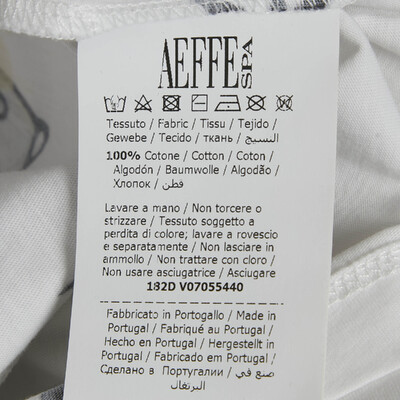 AEFFE SPA
Tessuto / Fabric / Tissu / Tejido /
Gewebe / Tecido / ткань / النسيج
100% Cotone / Cotton / Coton /
Algodón / Baumwolle / Algodão /
Хлопок / قطن
Lavare a mano / Non torcere o
strizzare / Tessuto soggetto a
perdita di colore; lavare a rovescio
e separatamente / Non lasciare in
ammollo / Non trattare con cloro /
Non usare asciugatrice / Asciugare
182D V07055440
Fabbricato in Portogallo / Made in
Portugal / Fabriqué au Portugal /
Hecho en Portugal / Hergestellt in
Portugal / Fabricado em Portugal /
Сделано в Португалии / صنع في
البرتغال